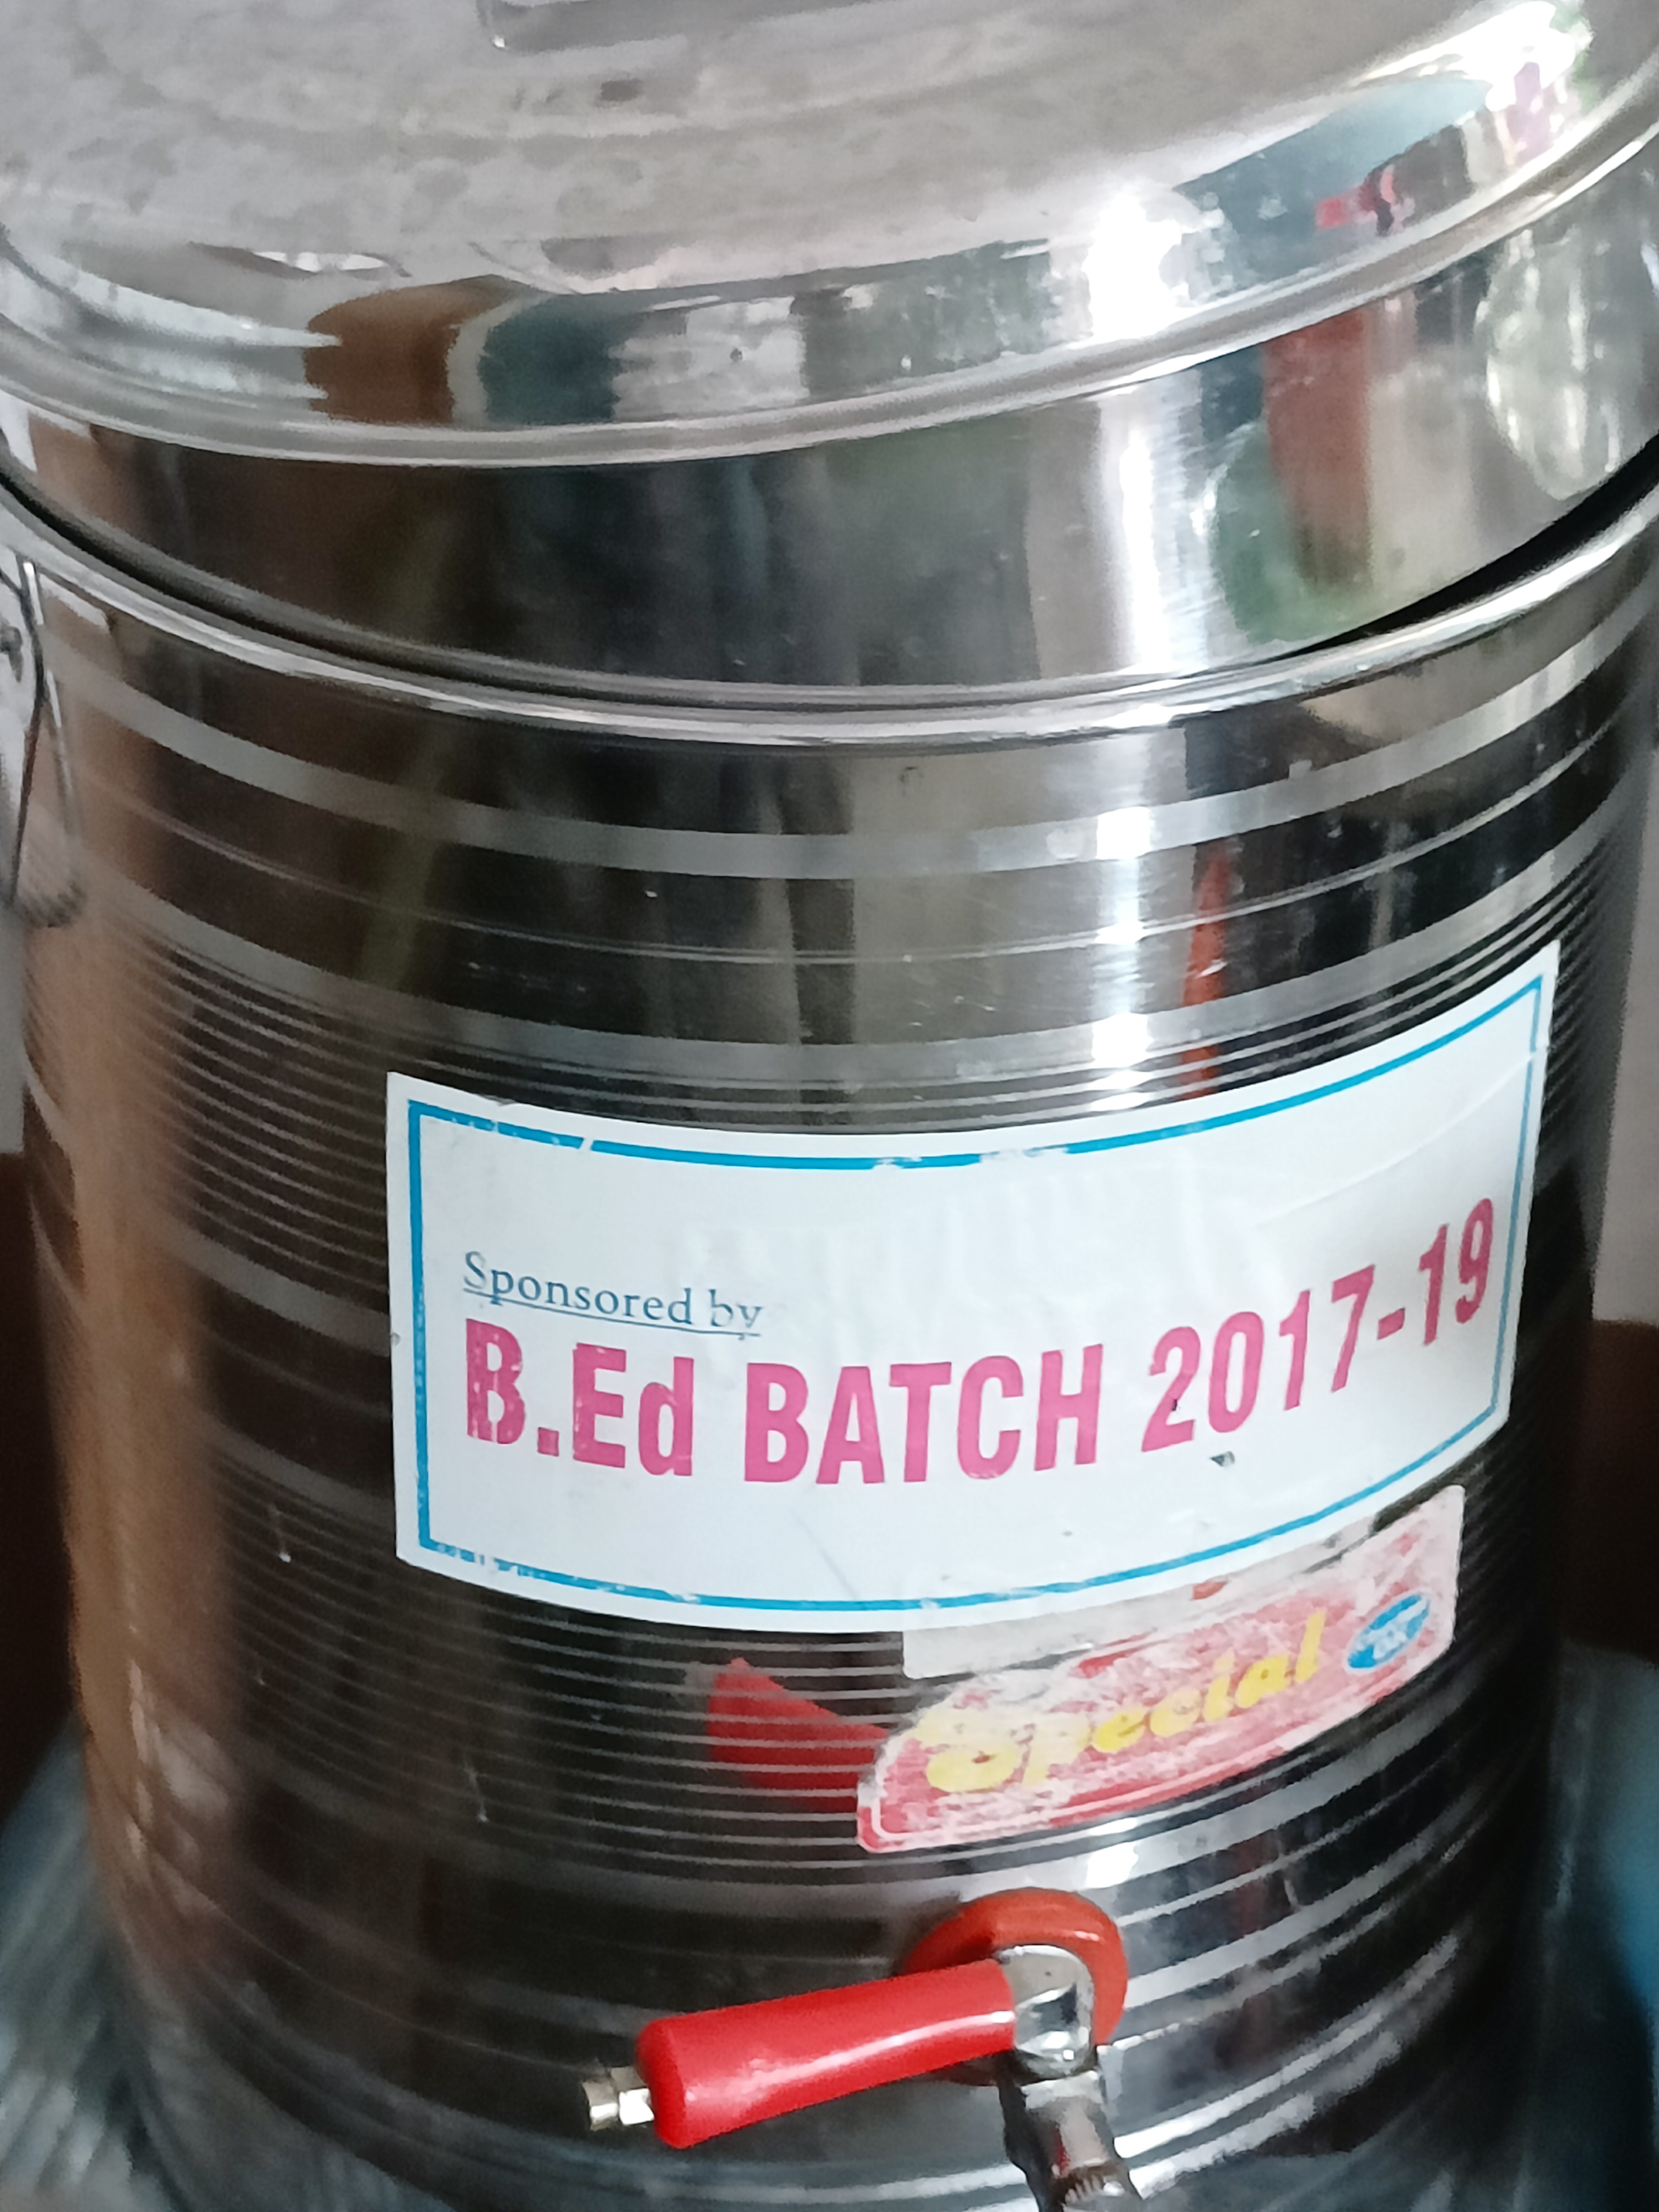 Sponsored by
B.Ed BATCH 2017-19
Special